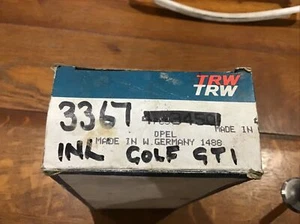 TRW
TRW
3367
OPEL
MADE IN
MADE IN W.GERMANY 1488
INL GOLF GTI